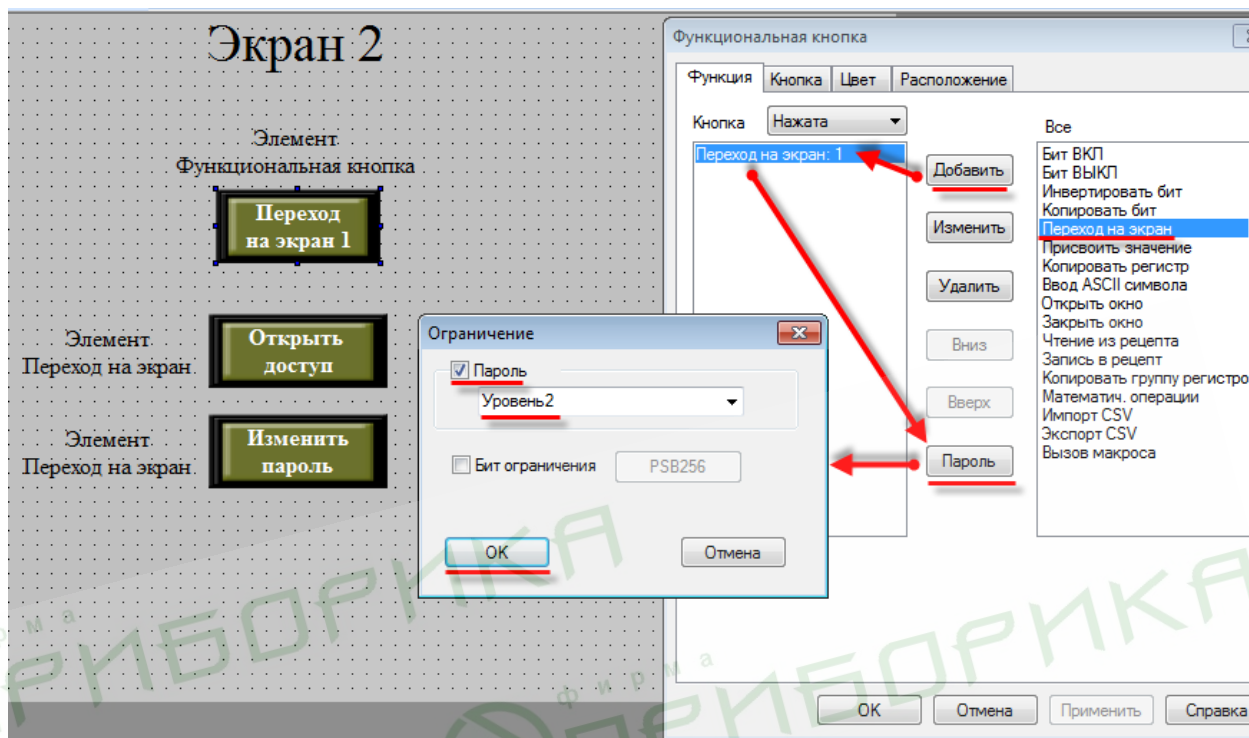 Экран 2
Элемент
Функциональная кнопка
Переход
на экран 1
Элемент
Переход на экран
Открыть
доступ
Элемент
Переход на экран
Изменить
пароль
Функциональная кнопка
Функция
Кнопка
Цвет
Расположение
Кнопка
Нажата
Переход на экран: 1
Добавить
Изменить
Удалить
Вниз
Вверх
Пароль
Все
Бит ВКЛ
Бит ВЫКЛ
Инвертировать бит
Копировать бит
Переход на экран
Присвоить значение
Копировать регистр
Ввод ASCII символа
Открыть окно
Закрыть окно
Чтение из рецепта
Запись в рецепт
Копировать группу регистро
Математич. операции
Импорт CSV
Экспорт CSV
Вызов макроса
Ограничение
Пароль
Уровень2
Бит ограничения
PSB256
OK
Отмена
OK
Отмена
Применить
Справка
фирма
ПРИБОРИКА